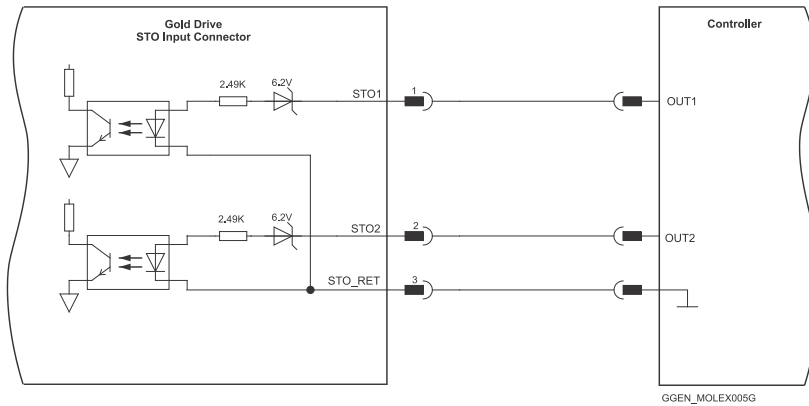 Gold Drive
STO Input Connector
Controller
2.49K
6.2V
STO1
1
OUT1
2.49K
6.2V
STO2
2
OUT2
STO_RET
3
GGEN_MOLEX005G